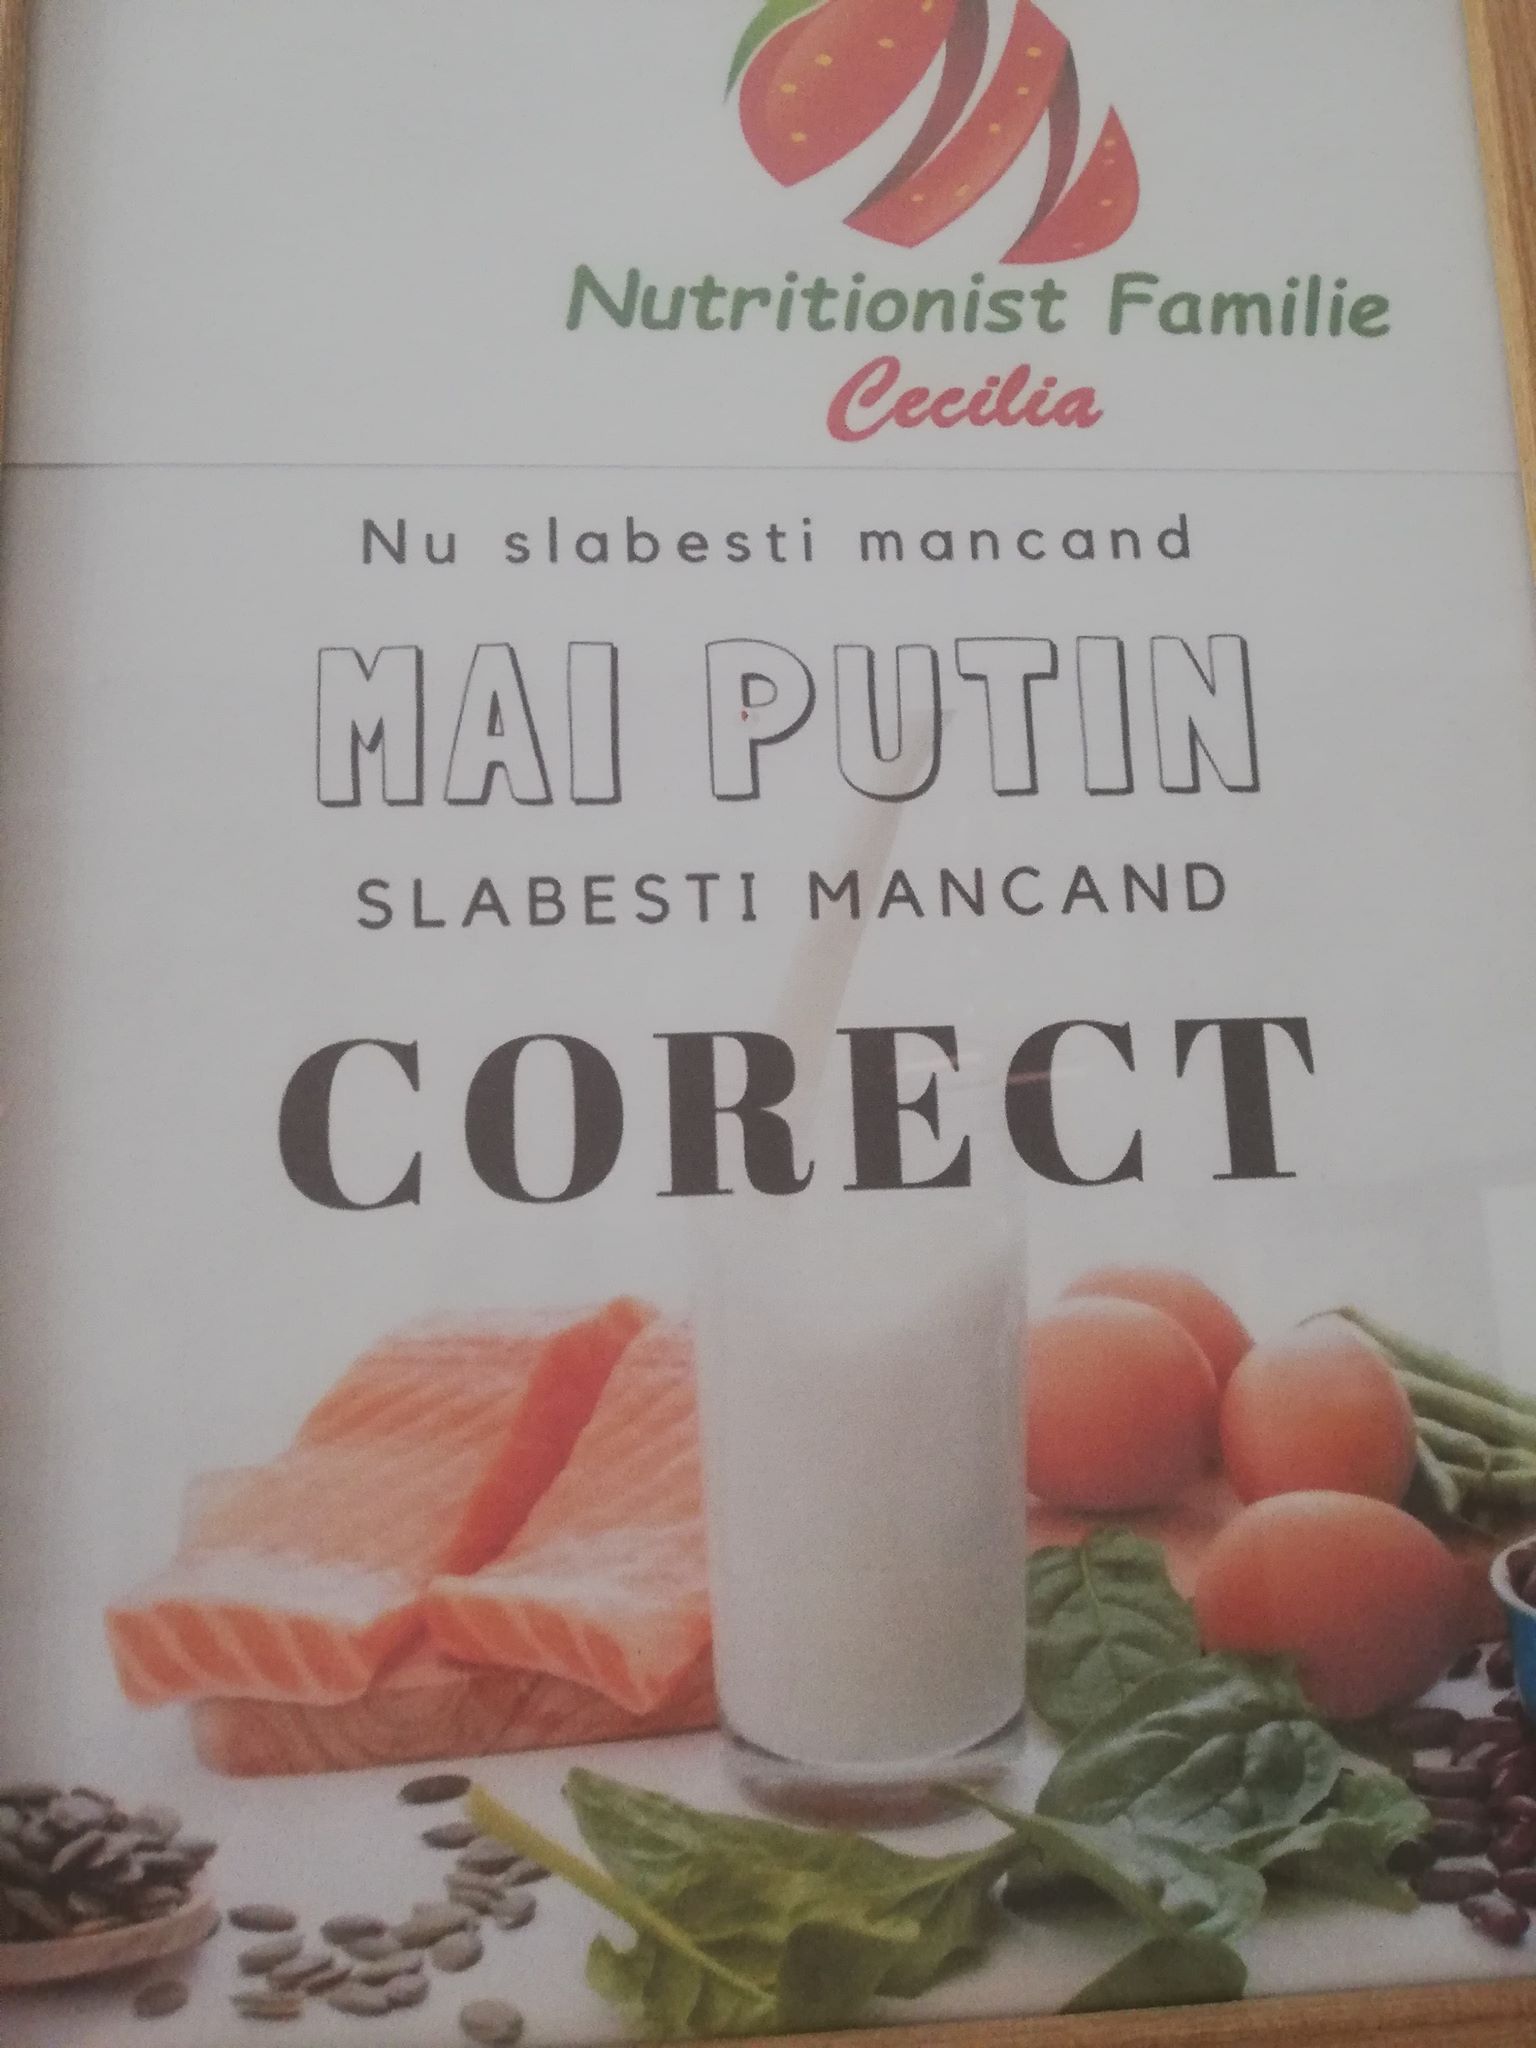 Nutritionist Familie
Cecilia
Nu slabesti mancand
MAI PUTIN
SLABESTI MANCAND
CORECT